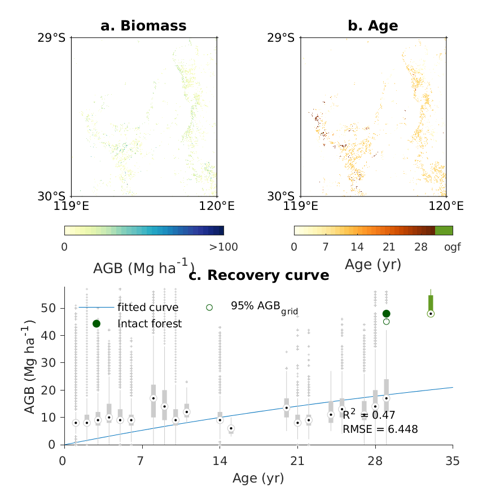 a. Biomass
b. Age
29°S
29°S
30°S
30°S
119°E
120°E
119°E
120°E
0
>100
0
7
14
21
28
ogf
AGB (Mg ha⁻¹)
Age (yr)
c. Recovery curve
fitted curve
95% AGB_grid
Intact forest
50
40
30
20
10
0
AGB (Mg ha⁻¹)
R² = 0.47
RMSE = 6.448
0
7
14
21
28
35
Age (yr)